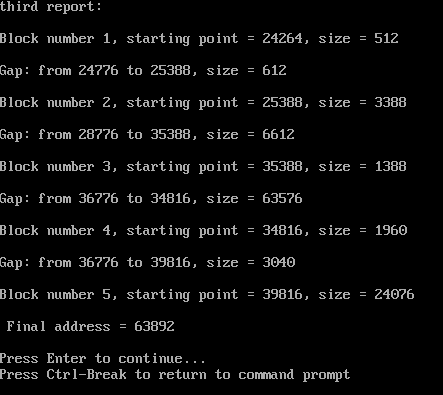 third report:
Block number 1, starting point = 24264, size = 512
Gap: from 24776 to 25388, size = 612
Block number 2, starting point = 25388, size = 3388
Gap: from 28776 to 35388, size = 6612
Block number 3, starting point = 35388, size = 1388
Gap: from 36776 to 34816, size = 63576
Block number 4, starting point = 34816, size = 1960
Gap: from 36776 to 39816, size = 3040
Block number 5, starting point = 39816, size = 24076
Final address = 63892
Press Enter to continue...
Press Ctrl-Break to return to command prompt